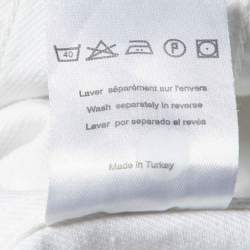 40 P
Laver séparément sur l'envers
Wash separately in reverse
Lavar por separado el revés
Made in Turkey